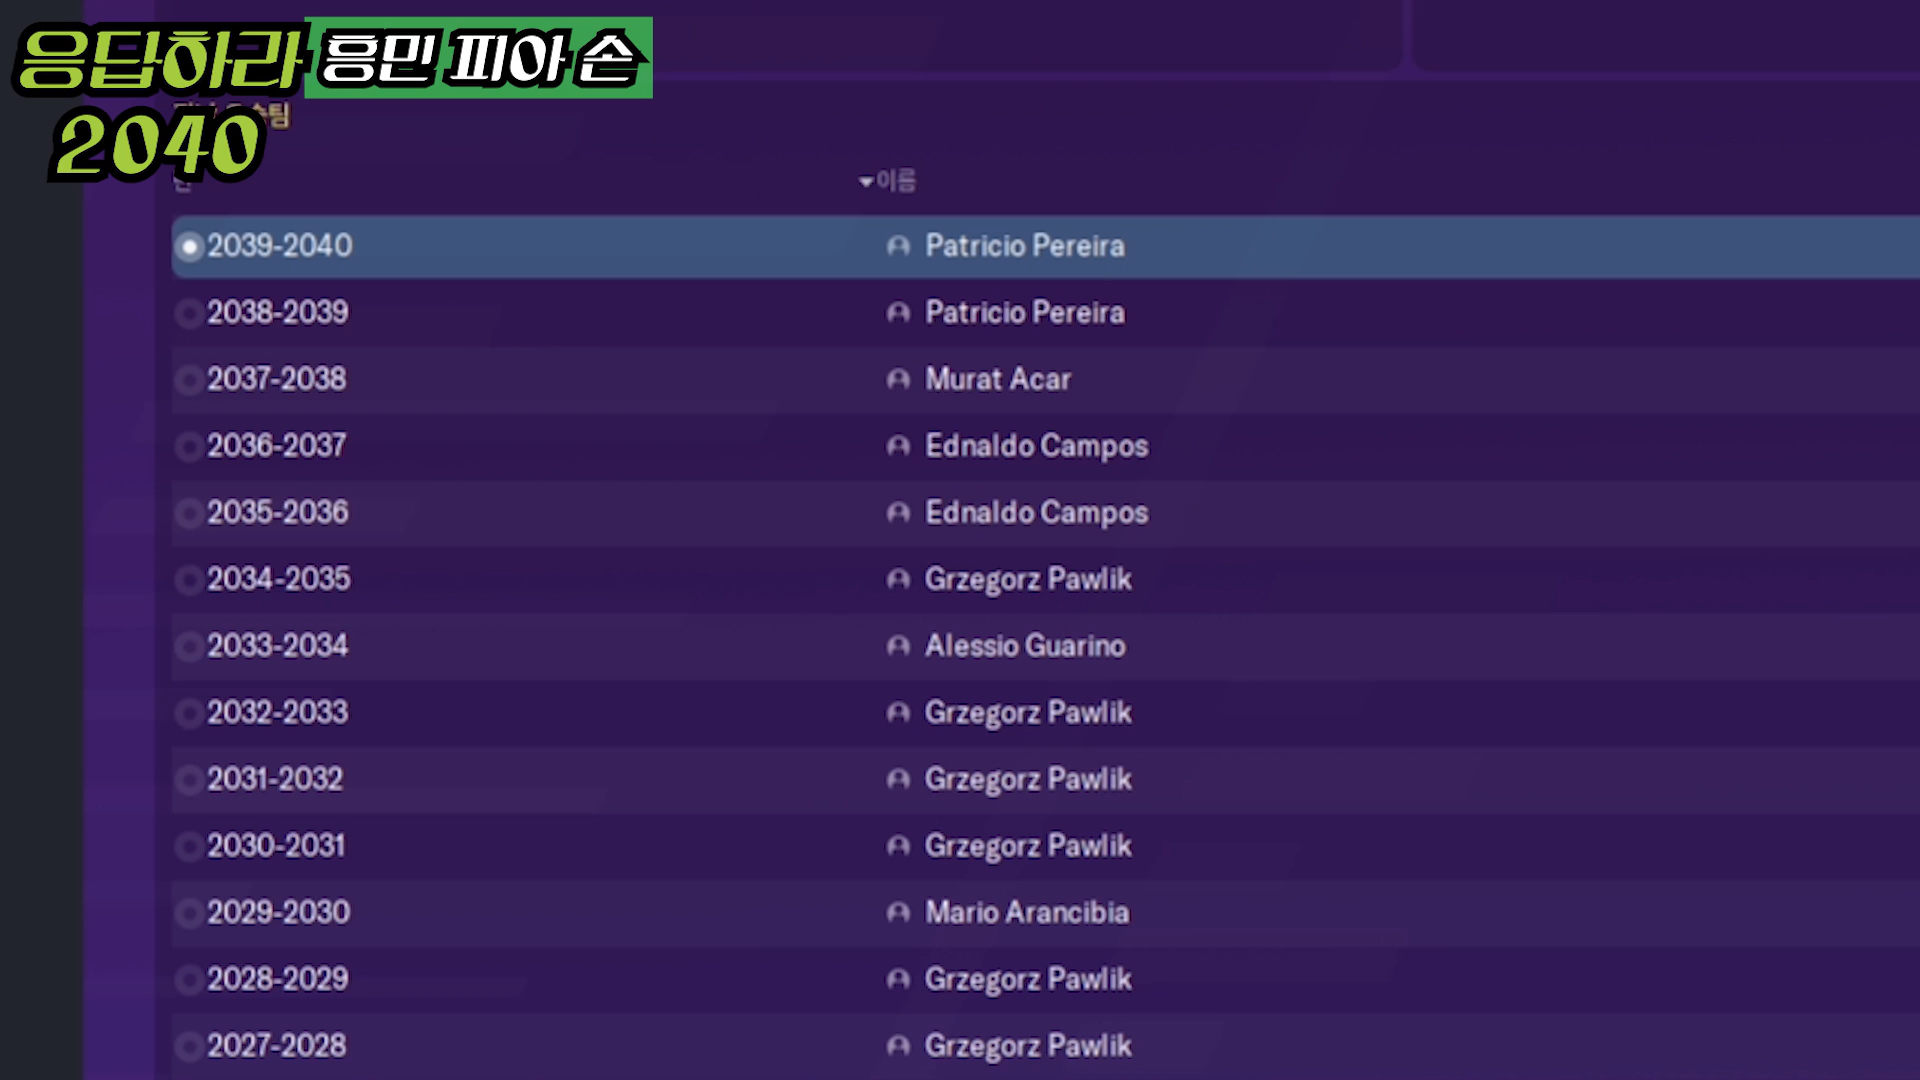 응답하라 흥민 피아 손
2040
이름
2039-2040 Patricio Pereira
2038-2039 Patricio Pereira
2037-2038 Murat Acar
2036-2037 Ednaldo Campos
2035-2036 Ednaldo Campos
2034-2035 Grzegorz Pawlik
2033-2034 Alessio Guarino
2032-2033 Grzegorz Pawlik
2031-2032 Grzegorz Pawlik
2030-2031 Grzegorz Pawlik
2029-2030 Mario Arancibia
2028-2029 Grzegorz Pawlik
2027-2028 Grzegorz Pawlik